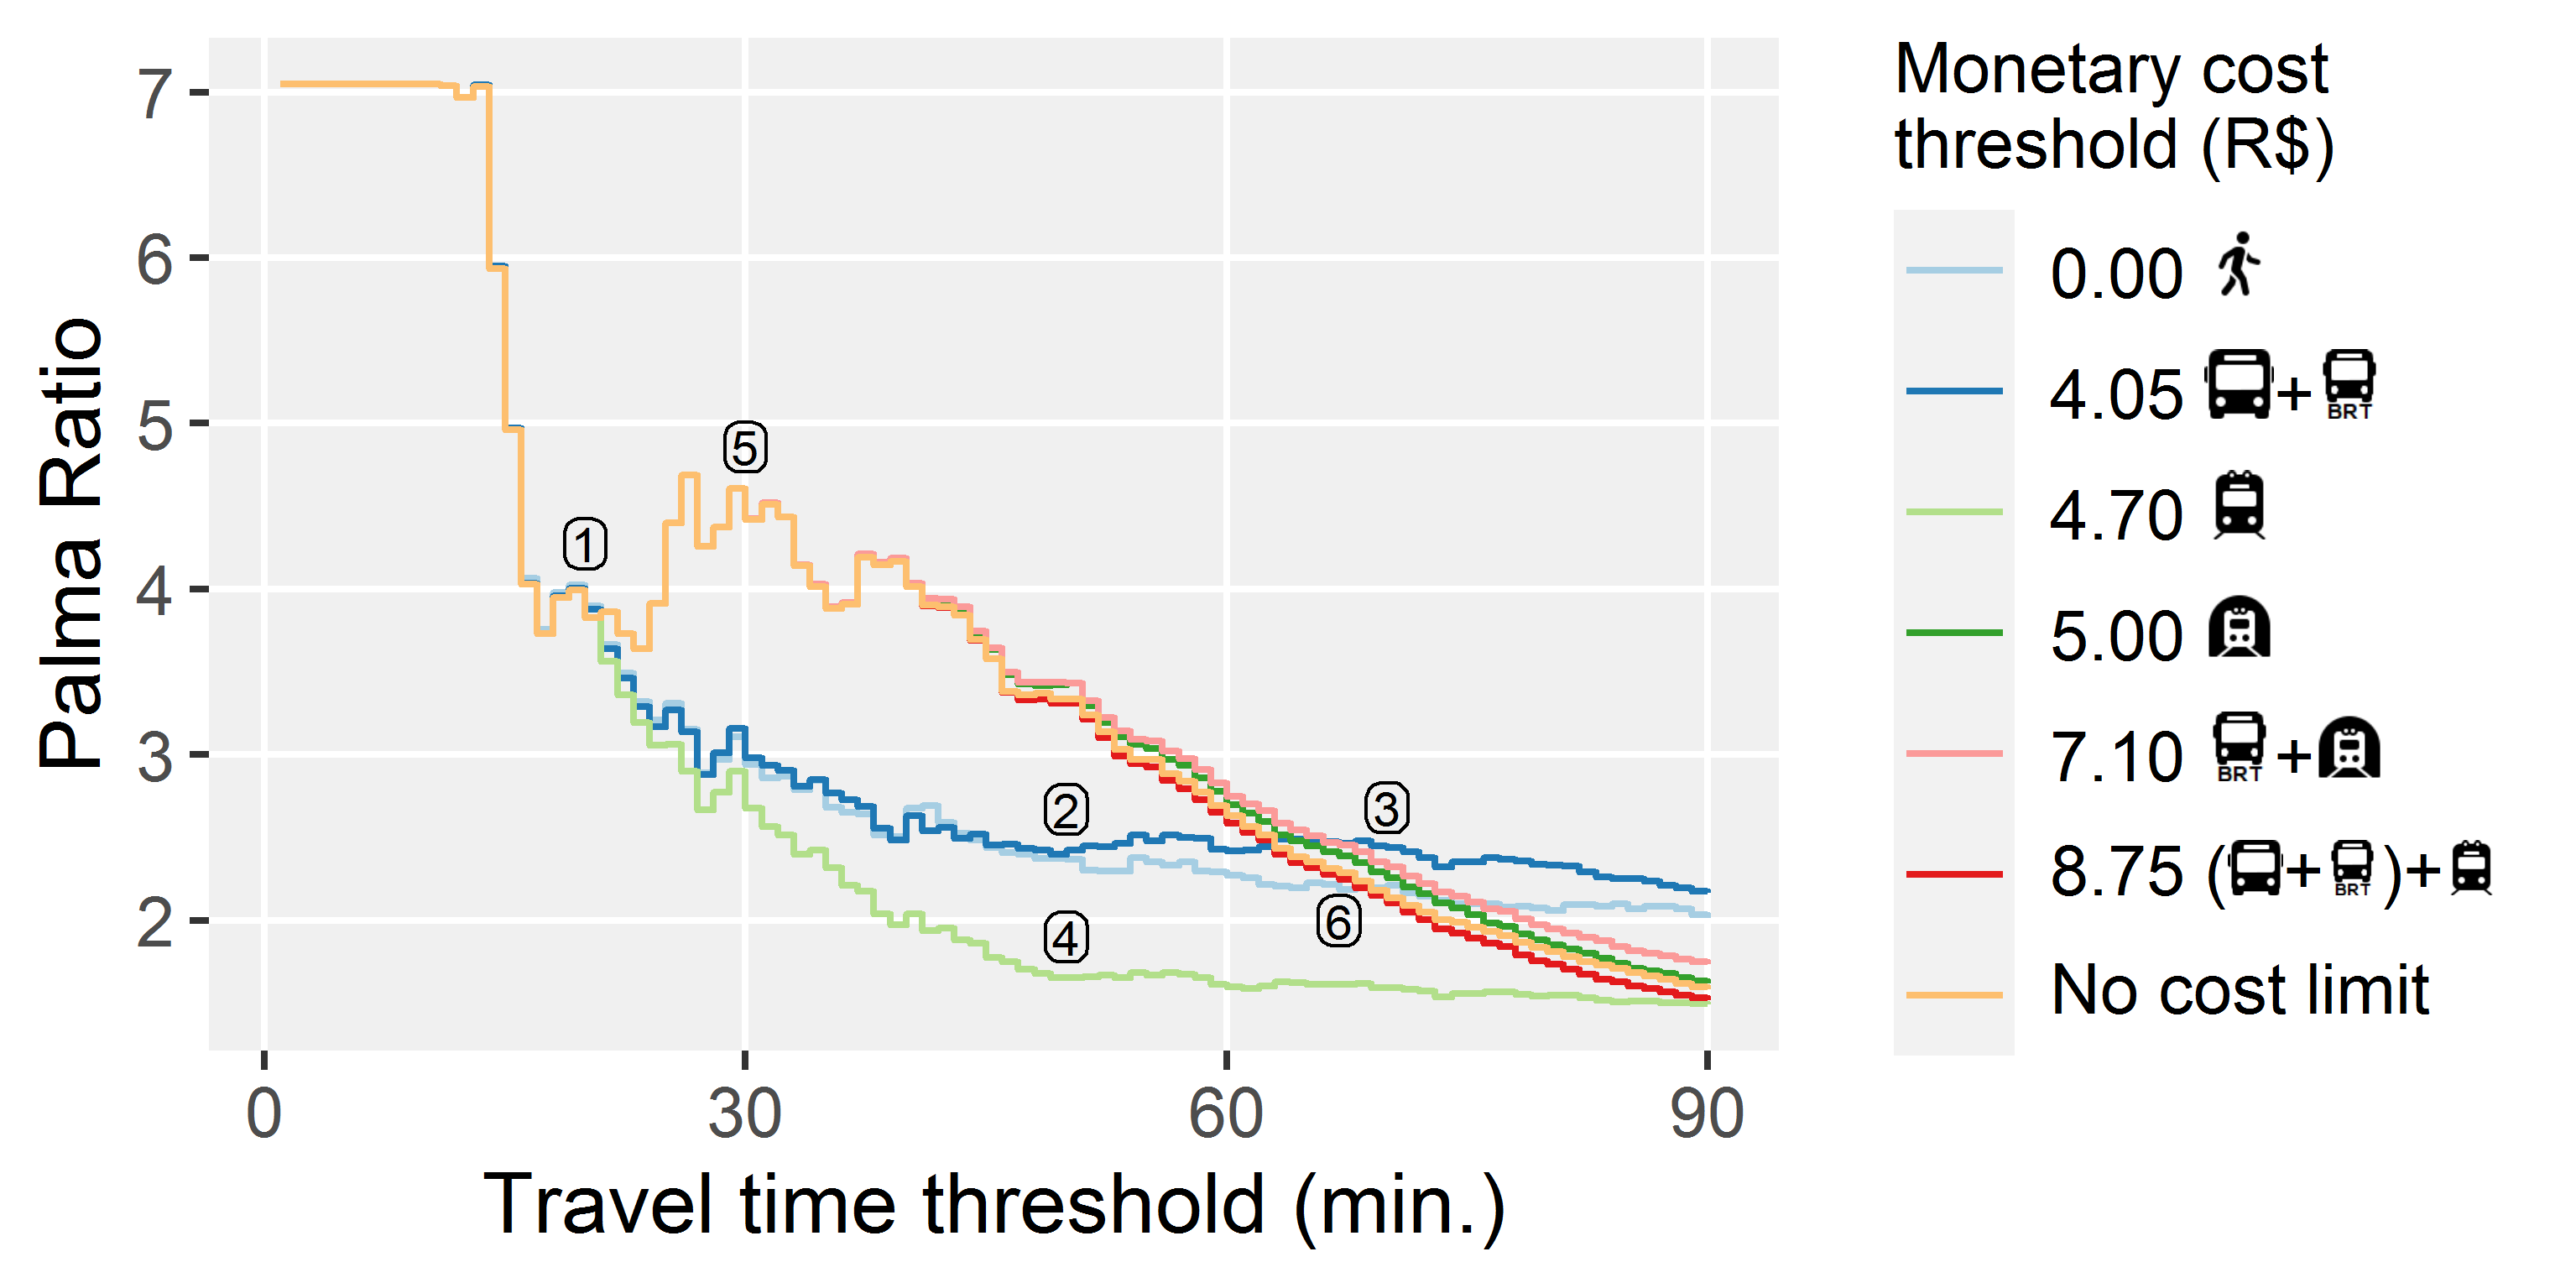 7
6
5
4
3
2
Palma Ratio
1
5
2
3
4
6
0 30 60 90
Travel time threshold (min.)
Monetary cost
threshold (R$)
0.00
4.05 + BRT
4.70
5.00
7.10 BRT +
8.75 ( + BRT )+
No cost limit